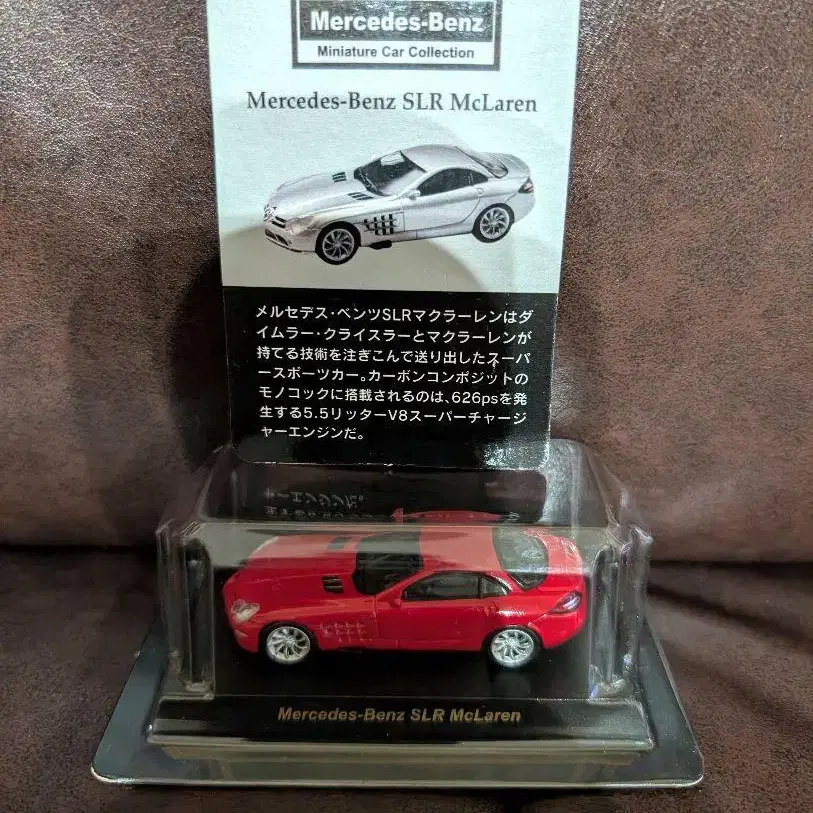 Mercedes-Benz
Miniature Car Collection
Mercedes-Benz SLR McLaren
メルセデス・ベンツSLRマクラーレンはダ
イムラー・クライスラーとマクラーレンが
持てる技術を注ぎこんで送り出したスーパ
ースポーツカー。カーボンコンポジットの
モノコックに搭載されるのは、626psを発
生する5.5リッターV8スーパーチャージ
ャーエンジンだ。
Mercedes-Benz SLR McLaren